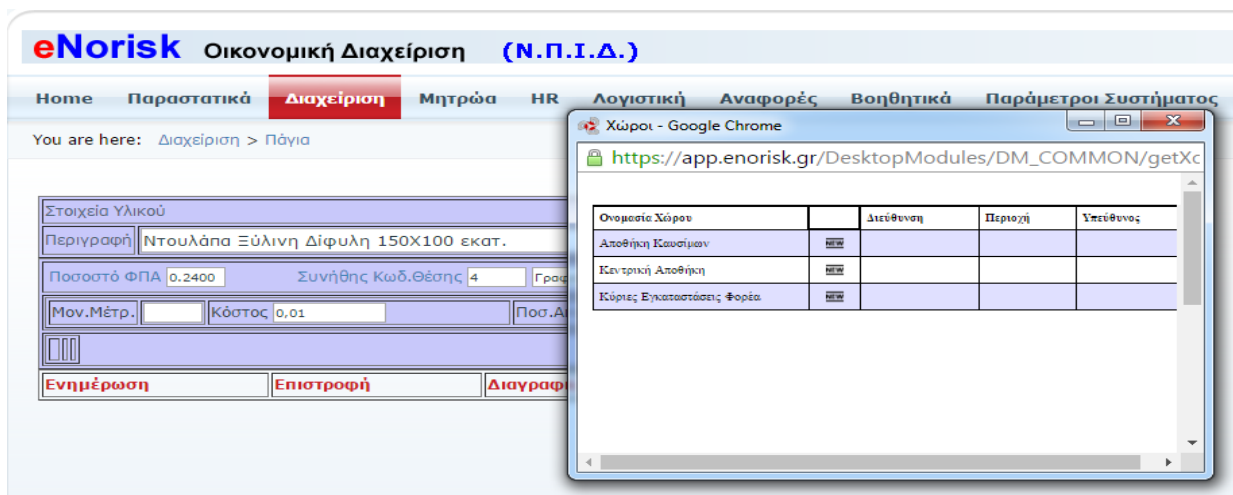 eNorisk Οικονομική Διαχείριση (Ν.Π.Ι.Δ.)
Home Παραστατικά Διαχείριση Μητρώα HR Λογιστική Αναφορές Βοηθητικά Παράμετροι Συστήματος
You are here: Διαχείριση > Πάγια
Στοιχεία Υλικού
Περιγραφή Ντουλάπα Ξύλινη Δίφυλη 150Χ100 εκατ.
Ποσοστό ΦΠΑ 0.2400 Συνήθης Κωδ.Θέσης 4 Γραφ
Μον.Μέτρ. Κόστος 0,01 Ποσ.Α
Ενημέρωση Επιστροφή Διαγραφ
Χώροι - Google Chrome
https://app.enorisk.gr/DesktopModules/DM_COMMON/getXc
Ονομασία Χώρου Διεύθυνση Περιοχή Υπεύθυνος
Αποθήκη Καυσίμων NEW
Κεντρική Αποθήκη NEW
Κύριες Εγκαταστάσεις Φορέα NEW